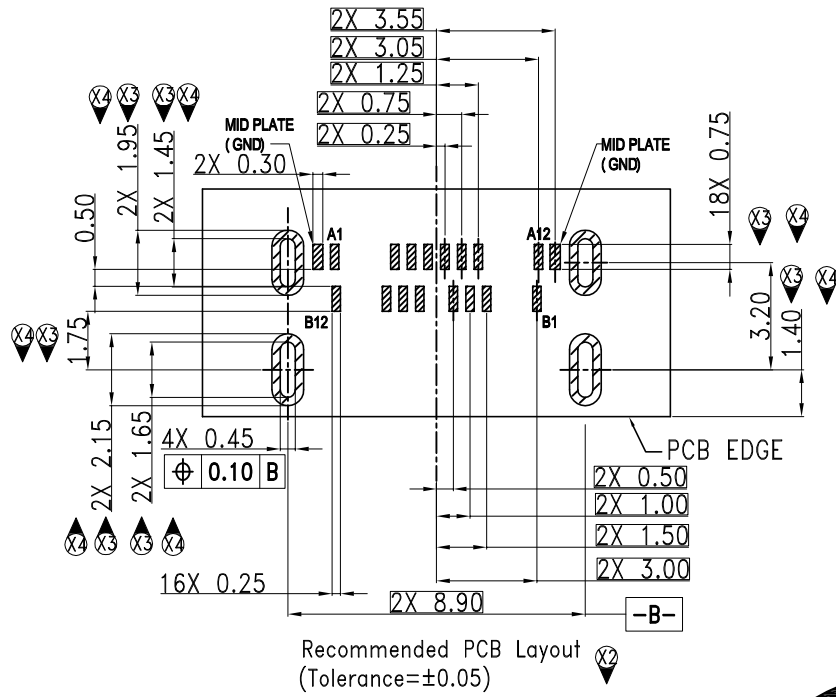 2X 3.55
2X 3.05
2X 1.25
2X 0.75
2X 0.25
X4 X3 X3 X4
MID PLATE
(GND)
MID PLATE
(GND)
2X 0.30
0.50
2X 1.95
2X 1.45
18X 0.75
X3 X4
A1
A12
X3 X4
B12
B1
X4 X3
1.75
3.20
1.40
2X 2.15
2X 1.65
4X 0.45
⌖ 0.10 B
PCB EDGE
2X 0.50
2X 1.00
2X 1.50
2X 3.00
X4 X3 X3 X4
16X 0.25
2X 8.90
-B-
Recommended PCB Layout X2
(Tolerance=±0.05)